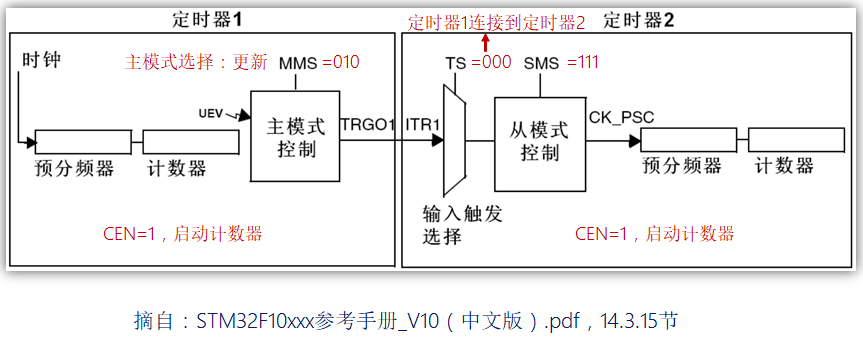 定时器1
定时器1连接到定时器2
定时器2
时钟
主模式选择：更新
MMS =010
TS =000
SMS =111
UEV
主模式
控制
TRGO1
ITR1
从模式
控制
CK_PSC
预分频器
计数器
预分频器
计数器
输入触发
选择
CEN=1，启动计数器
CEN=1，启动计数器
摘自：STM32F10xxx参考手册_V10（中文版）.pdf，14.3.15节